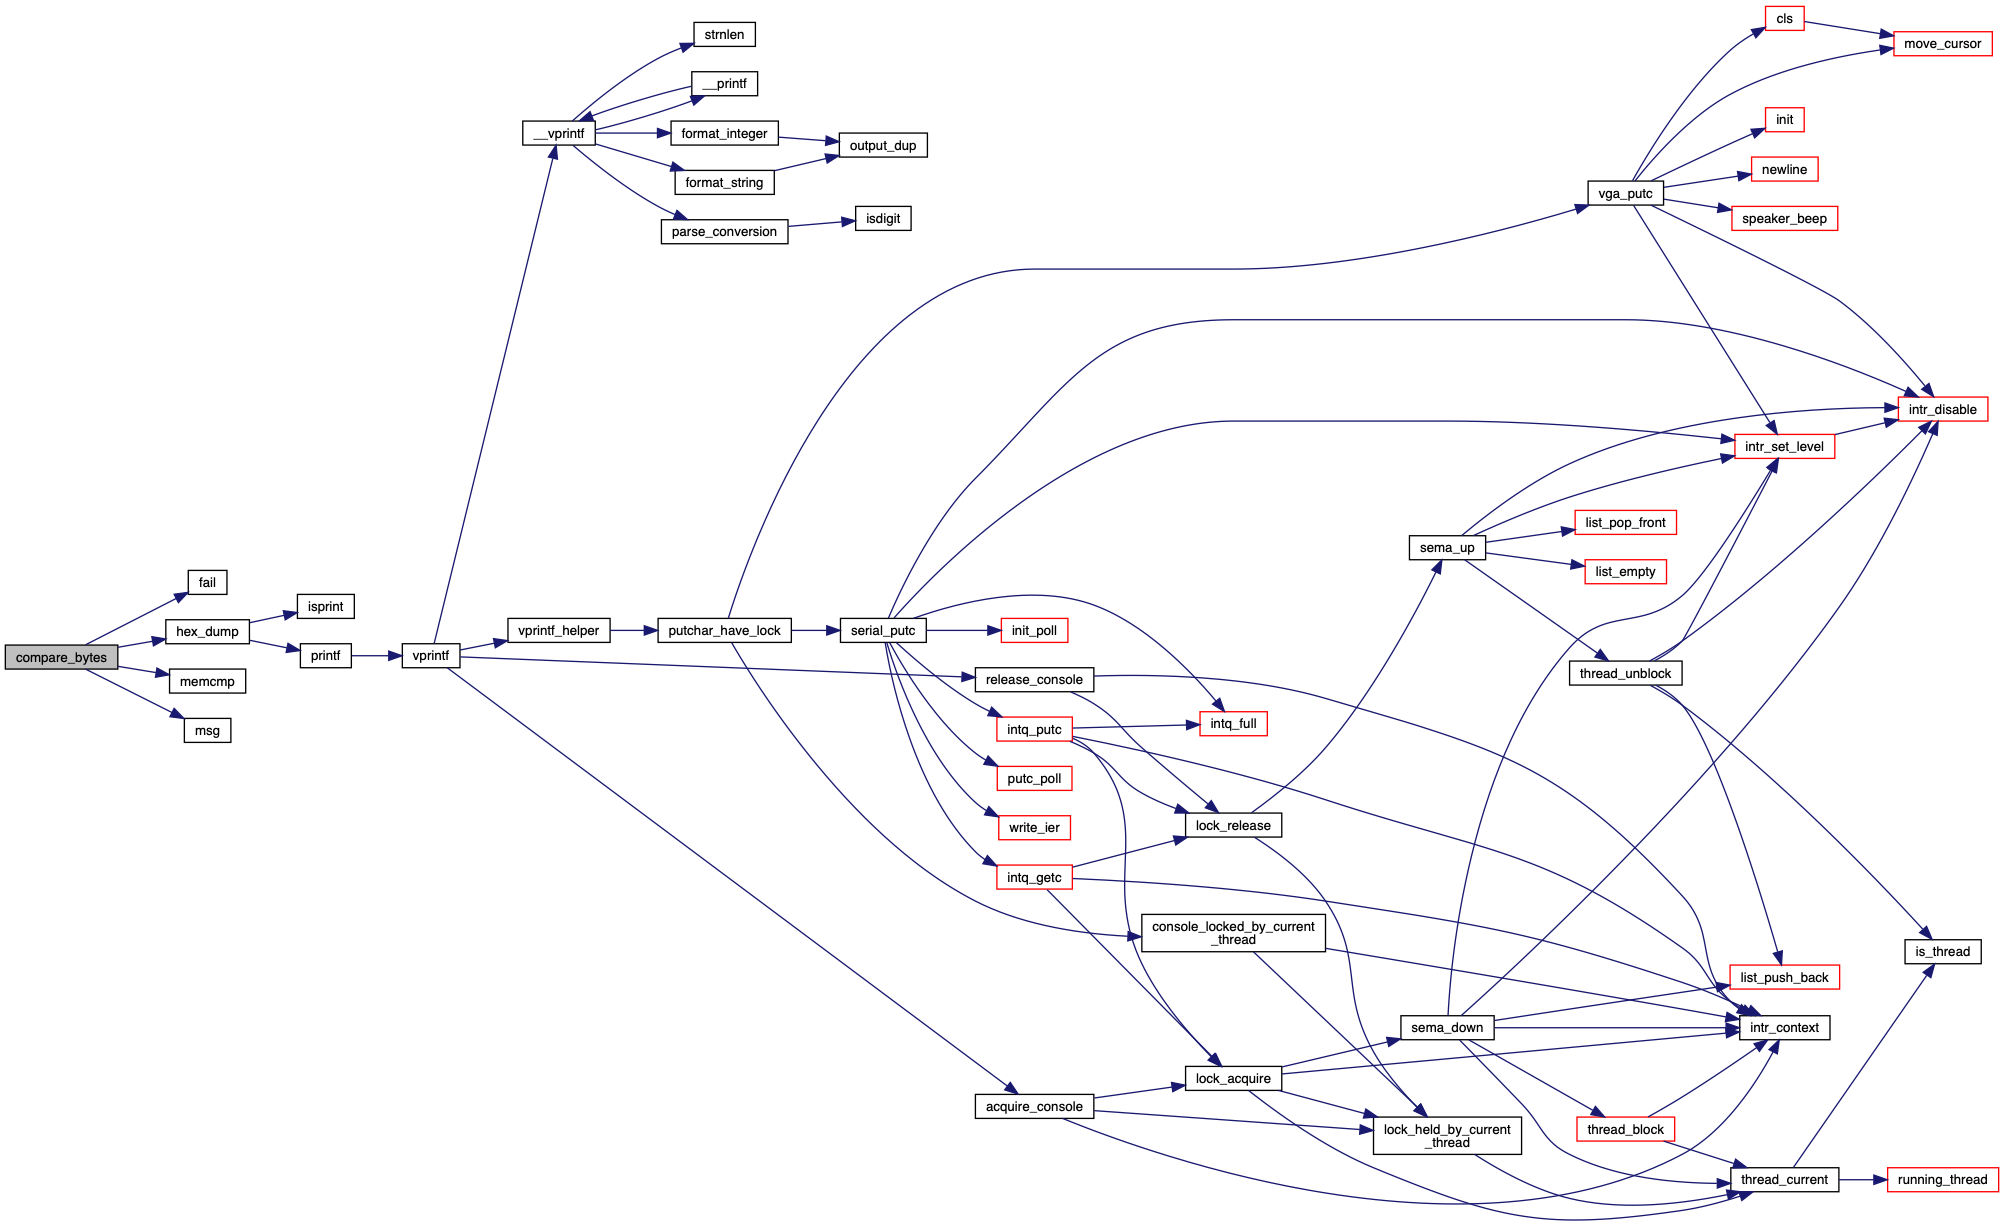 compare_bytes
fail
hex_dump
memcmp
msg
isprint
printf
vprintf
__vprintf
strnlen
__printf
format_integer
format_string
parse_conversion
output_dup
isdigit
vprintf_helper
putchar_have_lock
serial_putc
release_console
acquire_console
init_poll
intq_putc
putc_poll
write_ier
intq_getc
intq_full
lock_release
console_locked_by_current
_thread
lock_acquire
lock_held_by_current
_thread
sema_up
sema_down
vga_putc
list_pop_front
list_empty
thread_unblock
thread_block
cls
init
newline
speaker_beep
intr_set_level
list_push_back
intr_context
thread_current
move_cursor
intr_disable
is_thread
running_thread